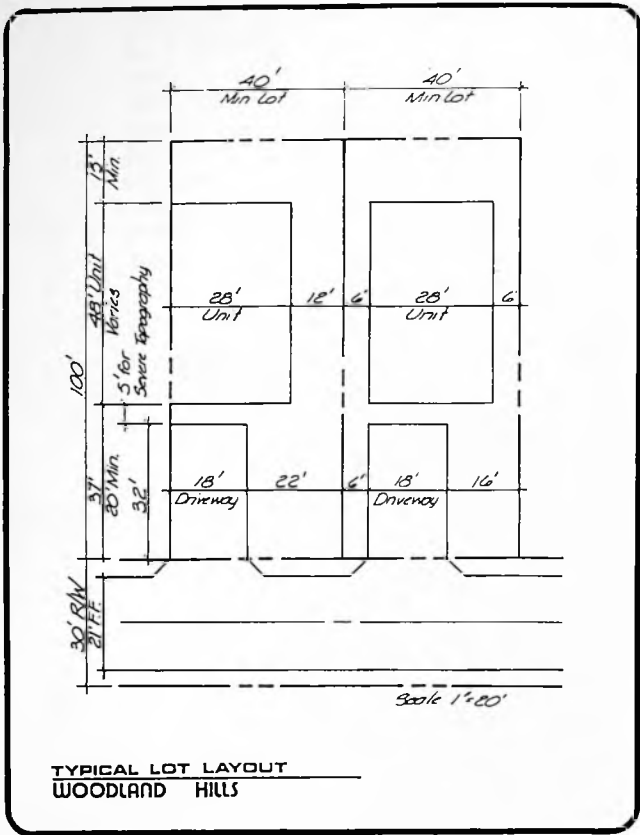 40'
Min Lot
40'
Min Lot
15'
Min.
48' Unit
Varies
5' for
Severe Topography
100'
28'
Unit
12'
6'
28'
Unit
6'
37'
20' Min.
32'
18'
Driveway
22'
6'
18'
Driveway
16'
30' R/W
21' F.F.
Scale 1"=20'
TYPICAL LOT LAYOUT
WOODLAND HILLS